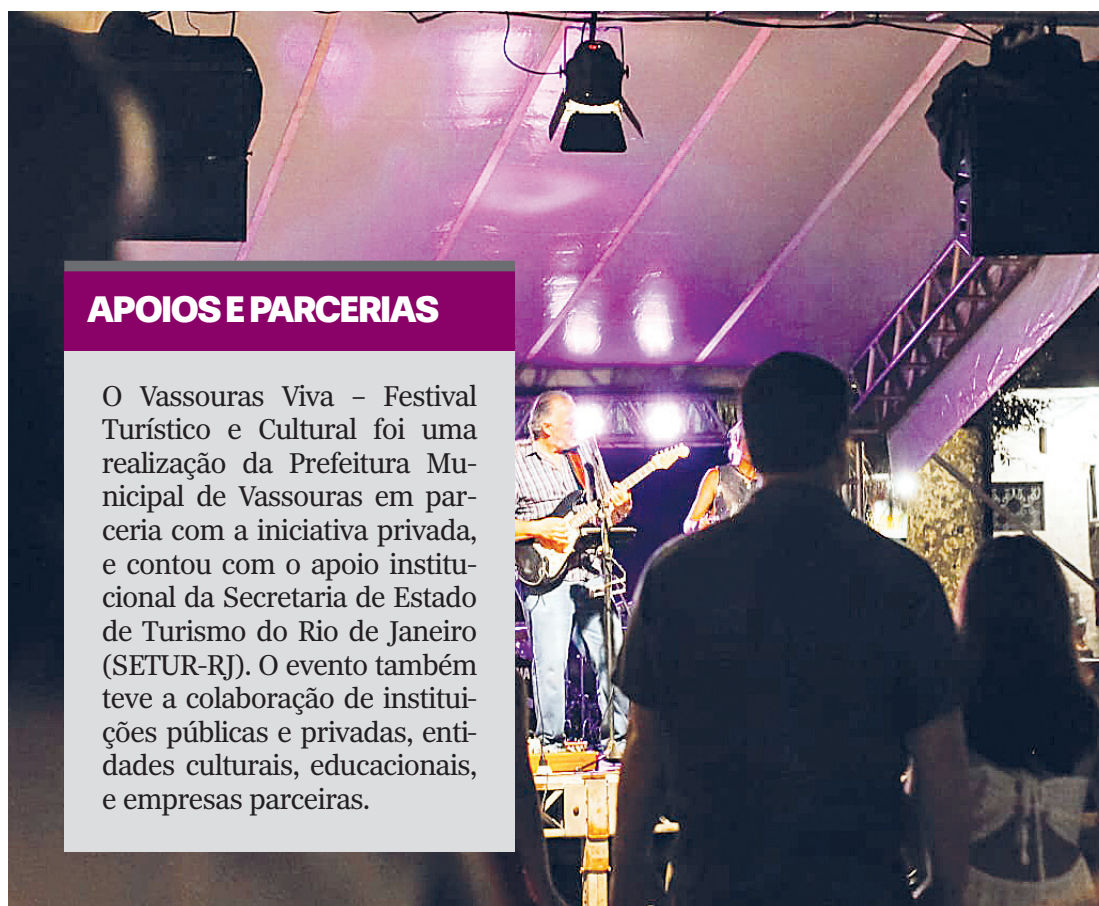 APOIOS E PARCERIAS
O Vassouras Viva – Festival
Turístico e Cultural foi uma
realização da Prefeitura Mu-
nicipal de Vassouras em par-
ceria com a iniciativa privada,
e contou com o apoio institu-
cional da Secretaria de Estado
de Turismo do Rio de Janeiro
(SETUR-RJ). O evento também
teve a colaboração de institui-
ções públicas e privadas, enti-
dades culturais, educacionais,
e empresas parceiras.